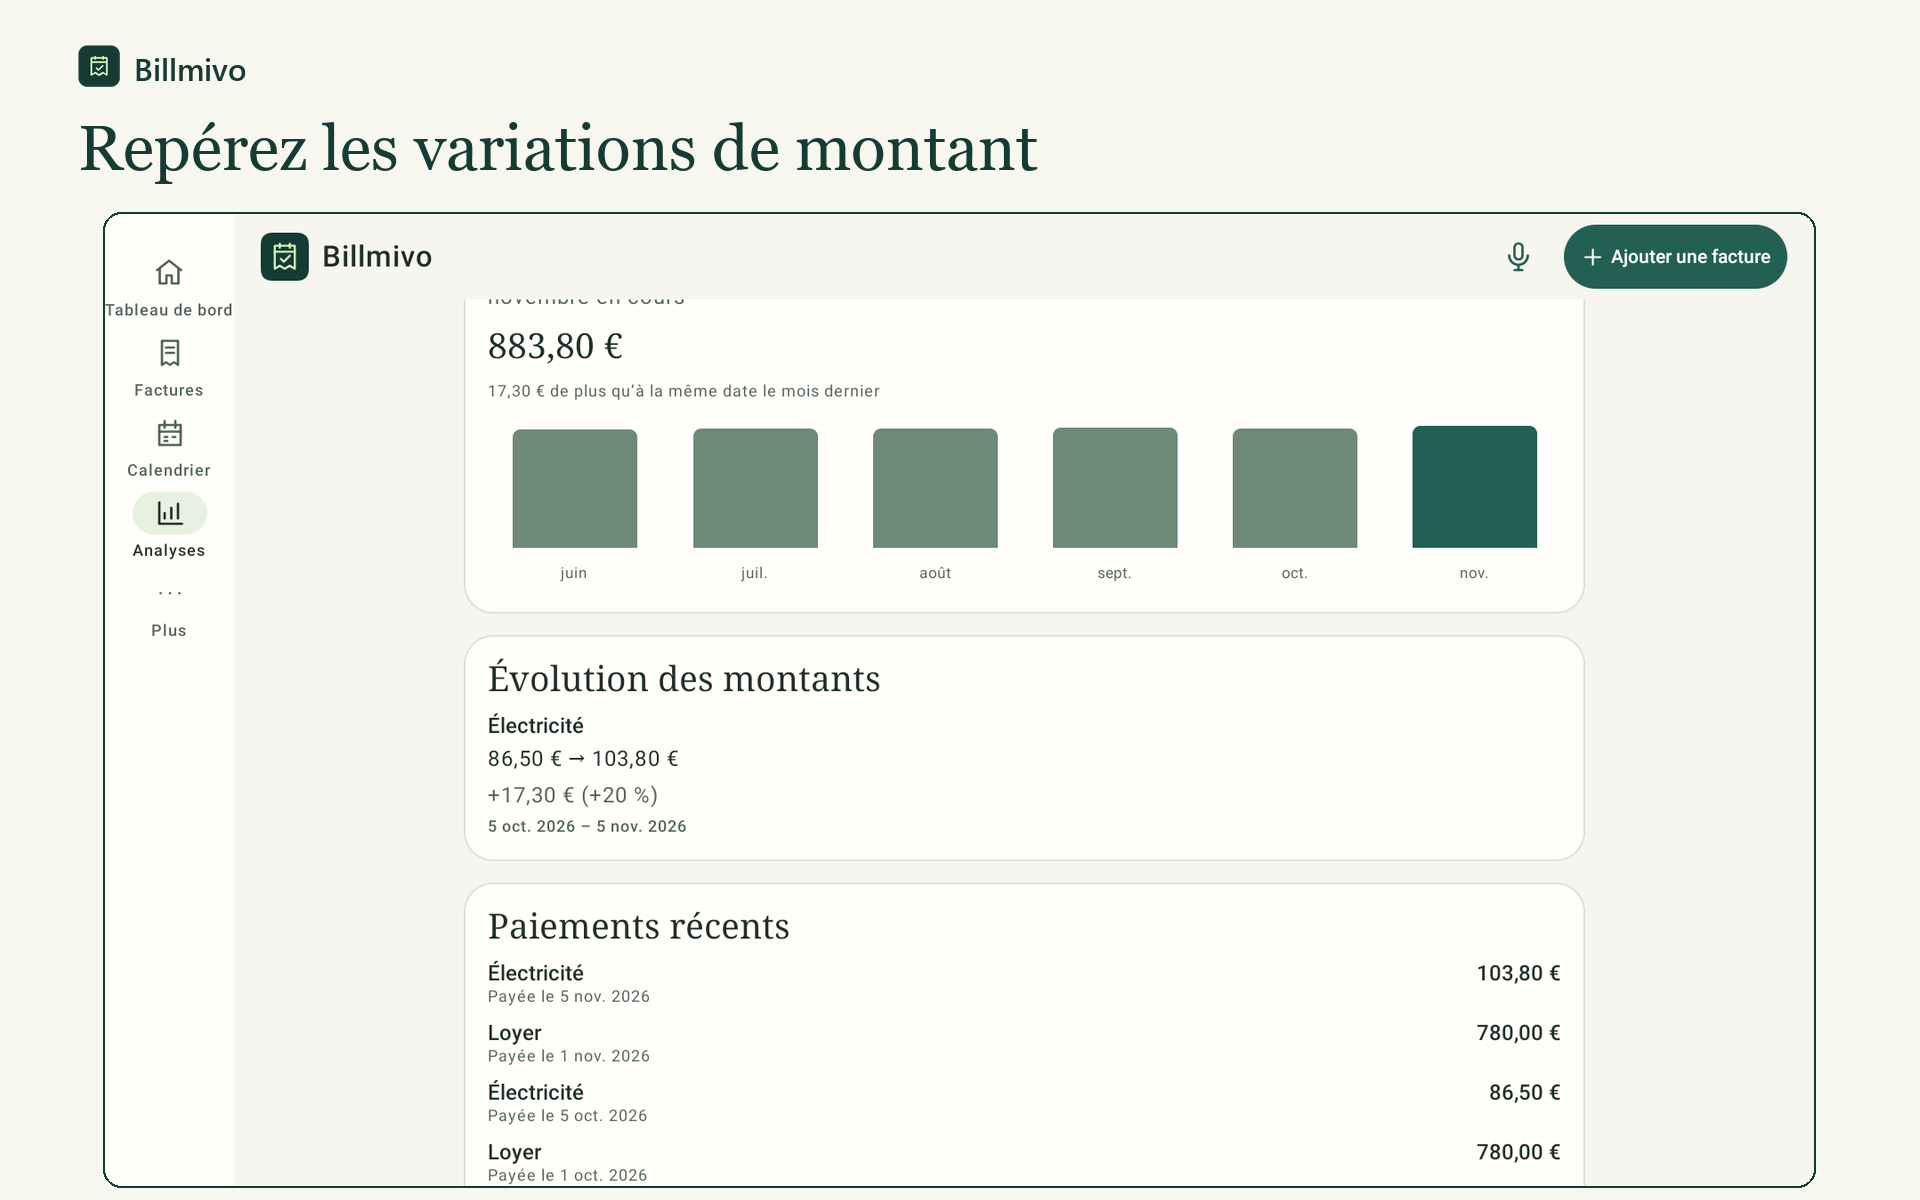 Billmivo
Repérez les variations de montant
Billmivo
Ajouter une facture
Tableau de bord
Factures
Calendrier
Analyses
Plus
novembre en cours
883,80 €
17,30 € de plus qu’à la même date le mois dernier
juin juil. août sept. oct. nov.
Évolution des montants
Électricité
86,50 € → 103,80 €
+17,30 € (+20 %)
5 oct. 2026 – 5 nov. 2026
Paiements récents
Électricité 103,80 €
Payée le 5 nov. 2026
Loyer 780,00 €
Payée le 1 nov. 2026
Électricité 86,50 €
Payée le 5 oct. 2026
Loyer 780,00 €
Payée le 1 oct. 2026